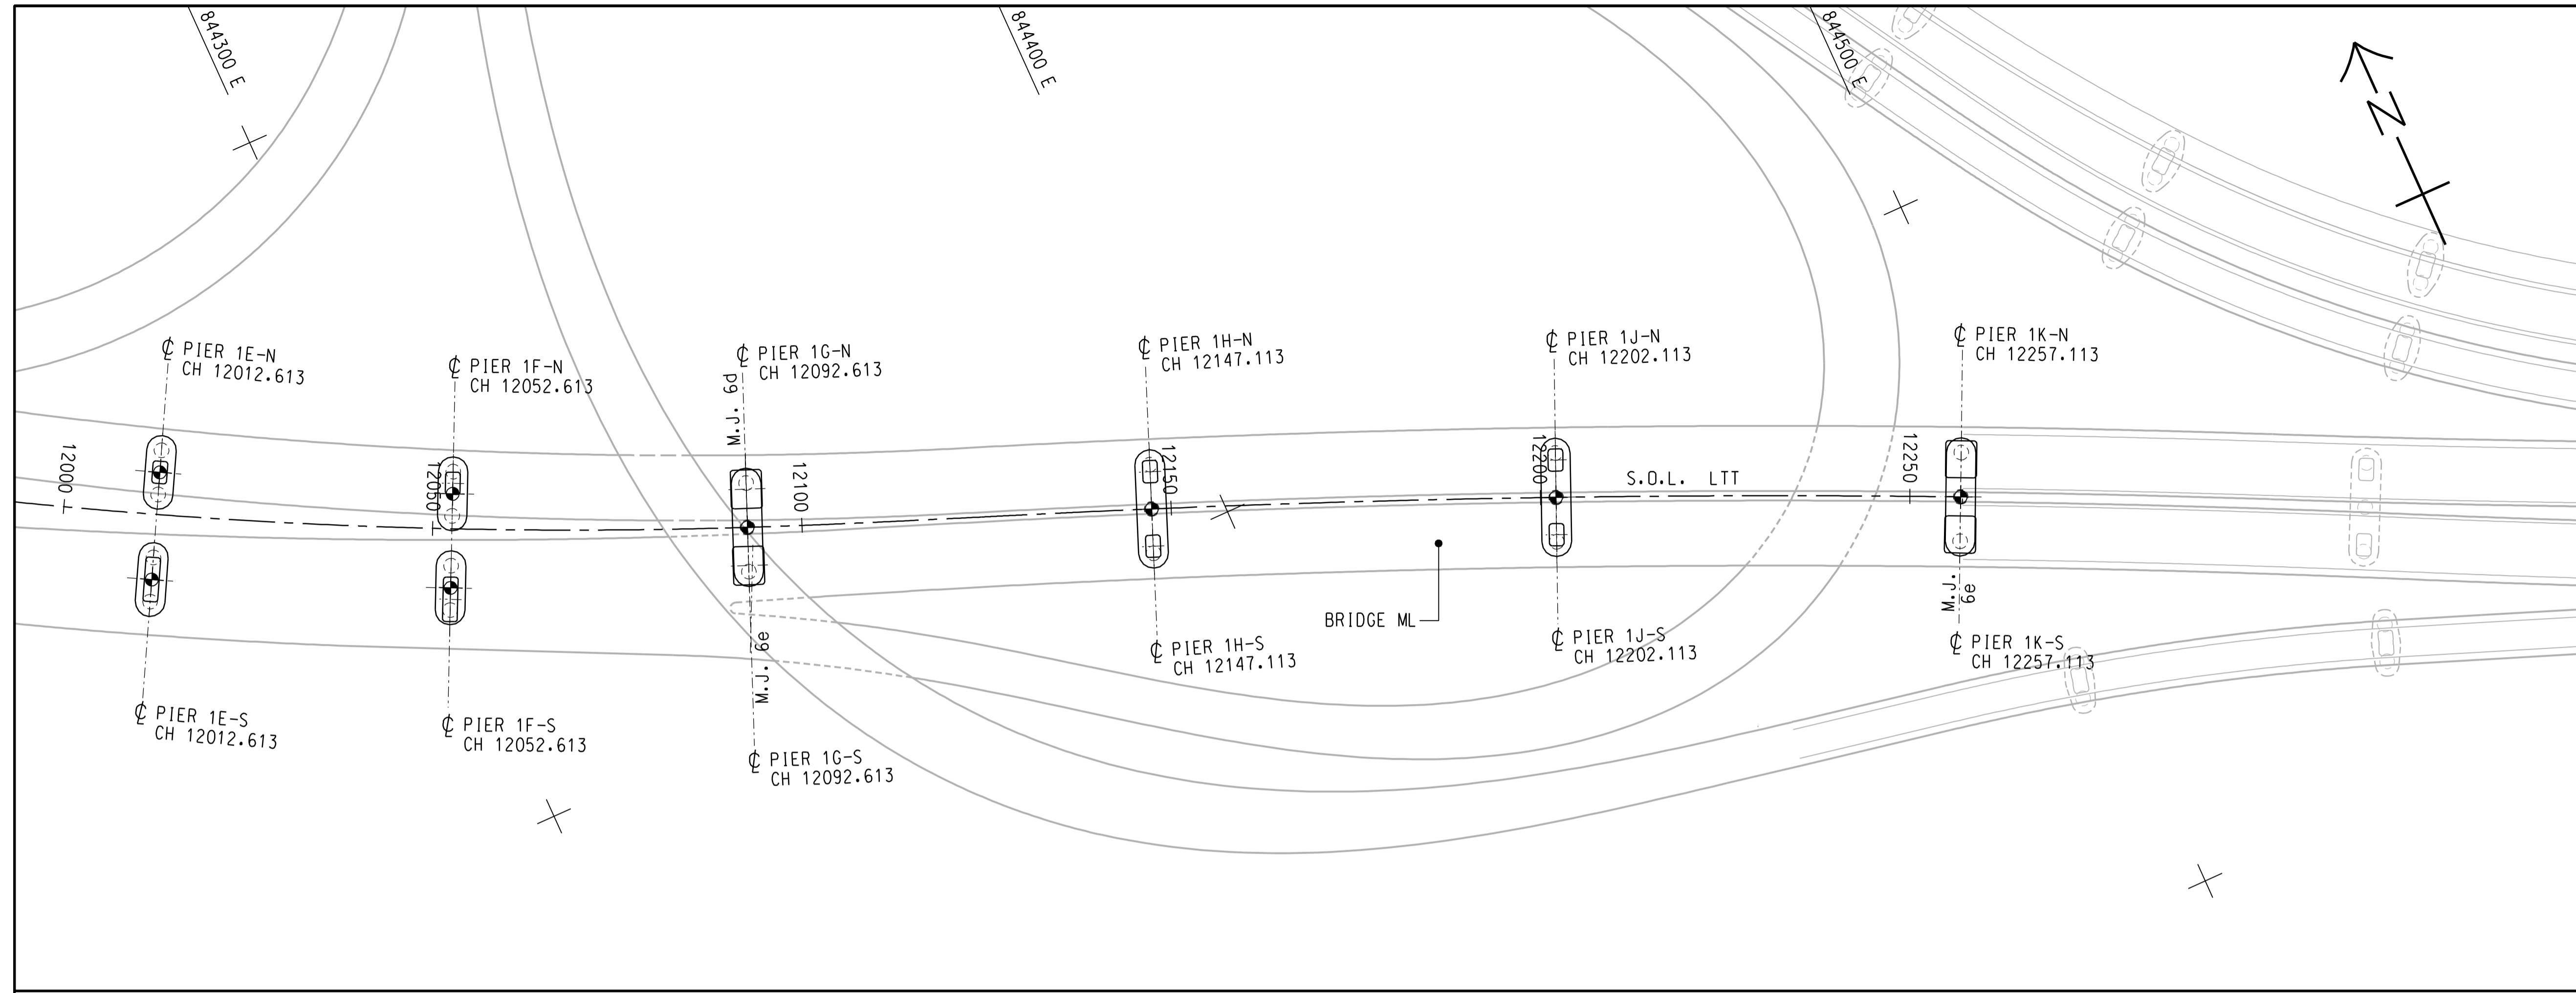 844300 E
844400 E
844500 E
N
℄ PIER 1E-N
CH 12012.613
℄ PIER 1F-N
CH 12052.613
℄ PIER 1G-N
CH 12092.613
℄ PIER 1H-N
CH 12147.113
℄ PIER 1J-N
CH 12202.113
℄ PIER 1K-N
CH 12257.113
M.J. 6d
12000
12050
12100
12150
12200
12250
S.O.L. LTT
BRIDGE ML
M.J. 6e
M.J.
6e
℄ PIER 1E-S
CH 12012.613
℄ PIER 1F-S
CH 12052.613
℄ PIER 1G-S
CH 12092.613
℄ PIER 1H-S
CH 12147.113
℄ PIER 1J-S
CH 12202.113
℄ PIER 1K-S
CH 12257.113